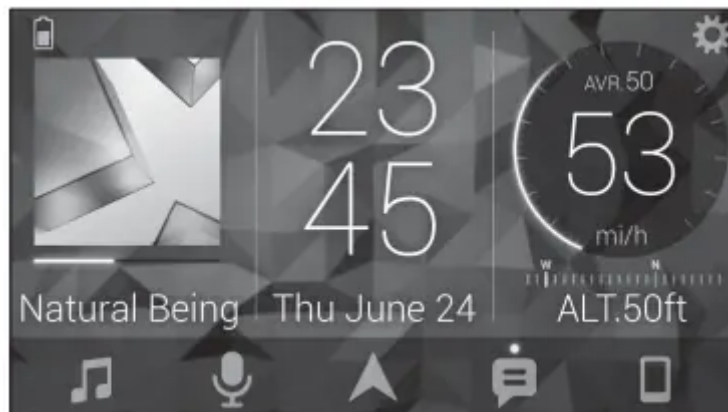 23
45
AVR.50
53
mi/h
W N
Natural Being
Thu June 24
ALT.50ft